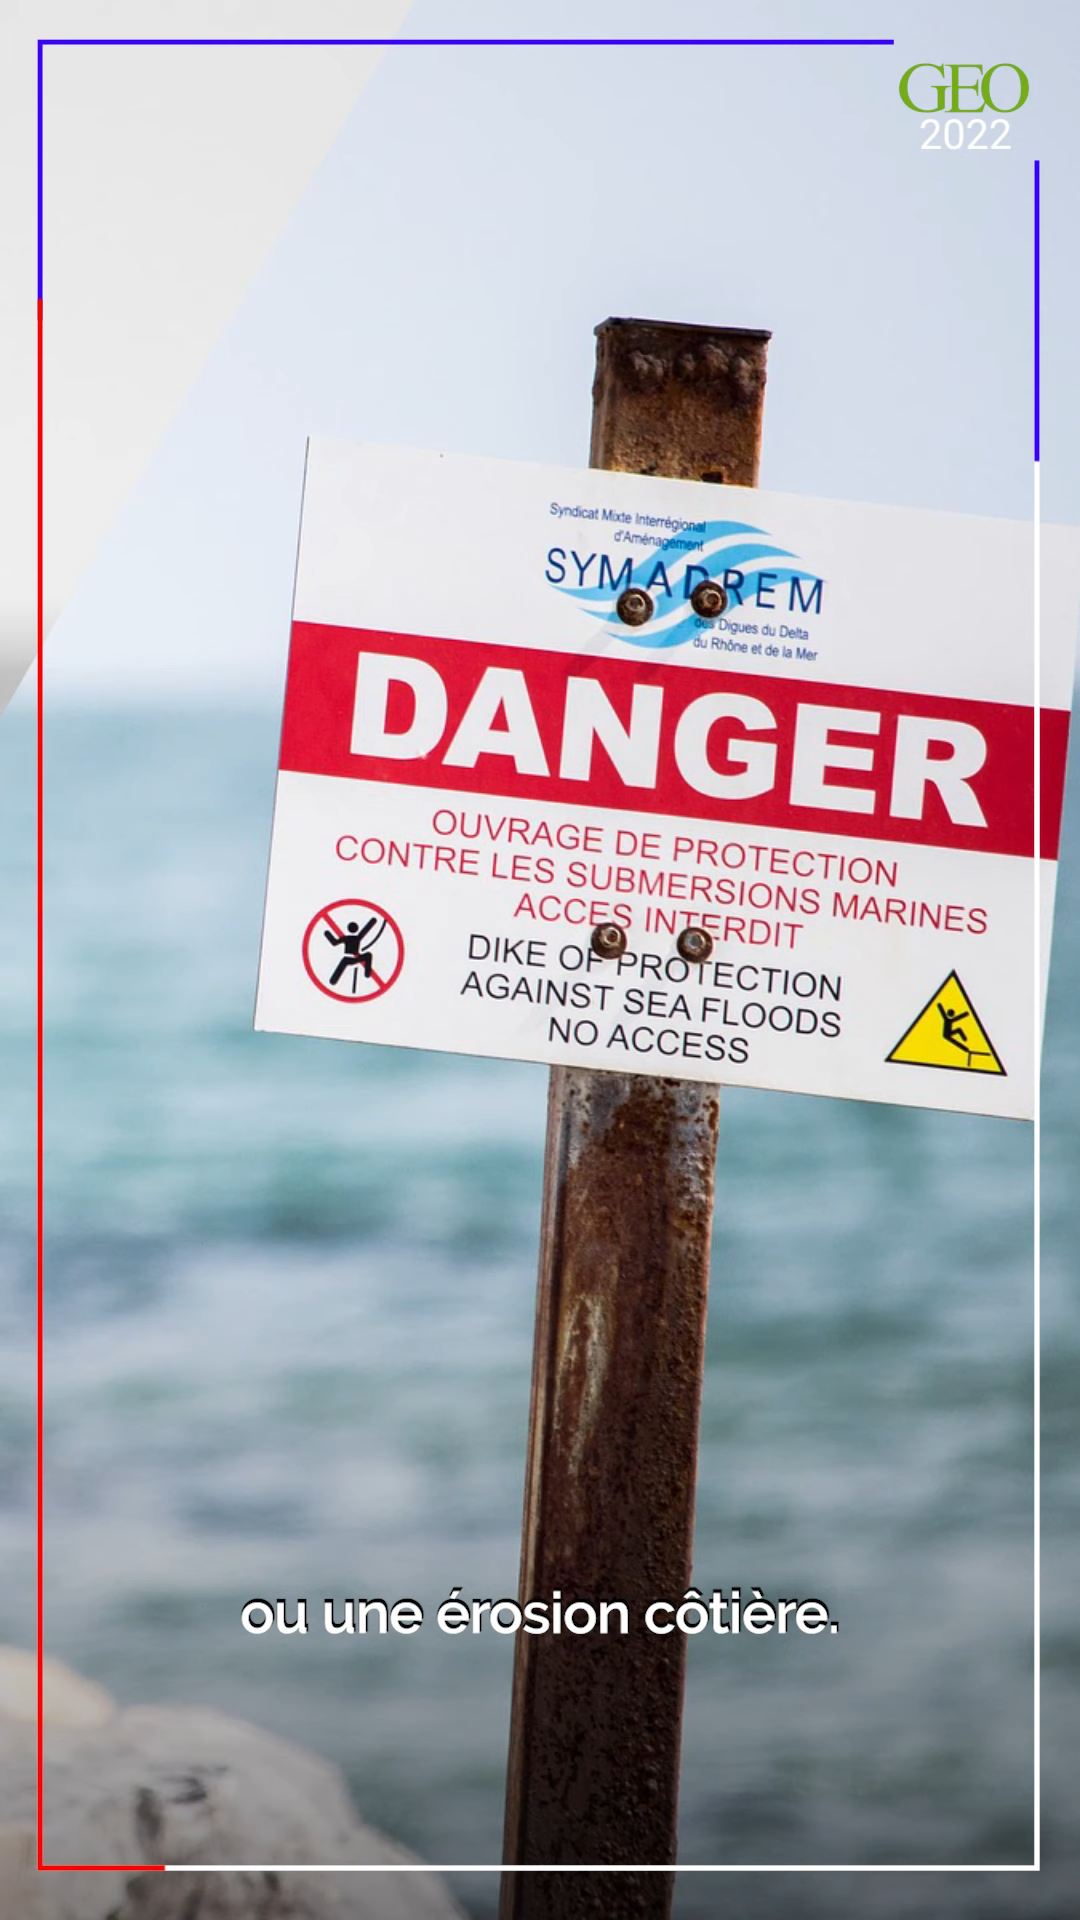 GEO
2022
Syndicat Mixte Interrégional
d'Aménagement
SYMADREM
des Digues du Delta
du Rhône et de la Mer
DANGER
OUVRAGE DE PROTECTION
CONTRE LES SUBMERSIONS MARINES
ACCES INTERDIT
DIKE OF PROTECTION
AGAINST SEA FLOODS
NO ACCESS
ou une érosion côtière.